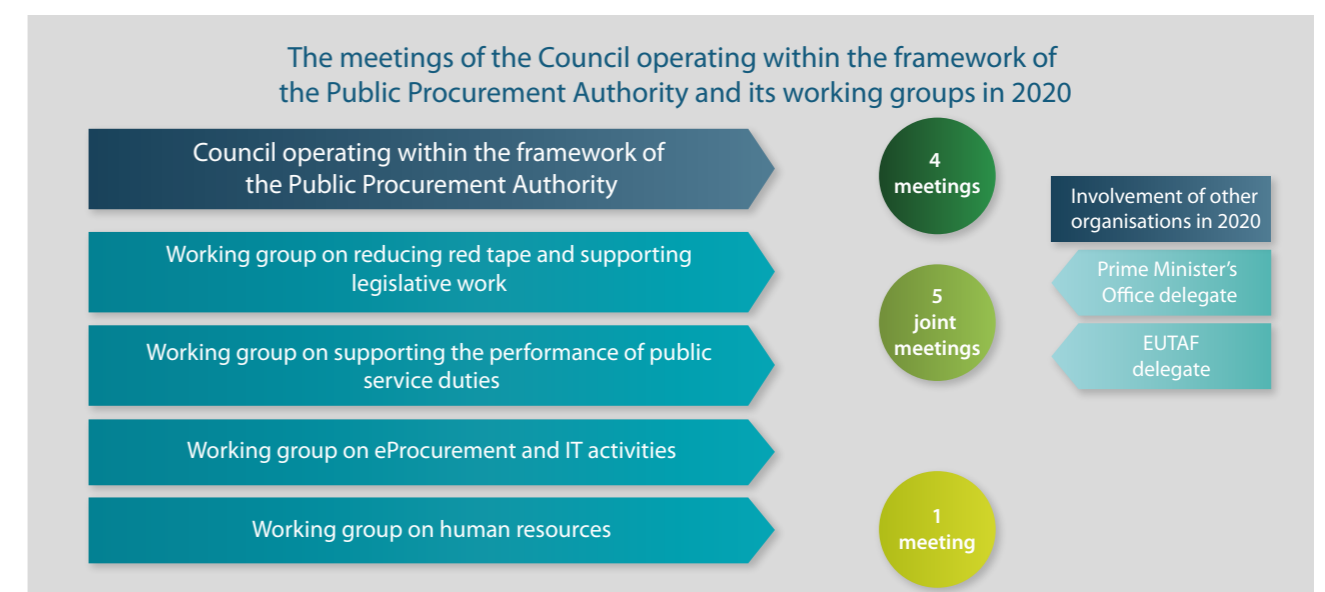 The meetings of the Council operating within the framework of
the Public Procurement Authority and its working groups in 2020
Council operating within the framework of
the Public Procurement Authority
4
meetings
Involvement of other
organisations in 2020
Working group on reducing red tape and supporting
legislative work
Prime Minister’s
Office delegate
5
joint
meetings
Working group on supporting the performance of public
service duties
EUTAF
delegate
Working group on eProcurement and IT activities
Working group on human resources
1
meeting